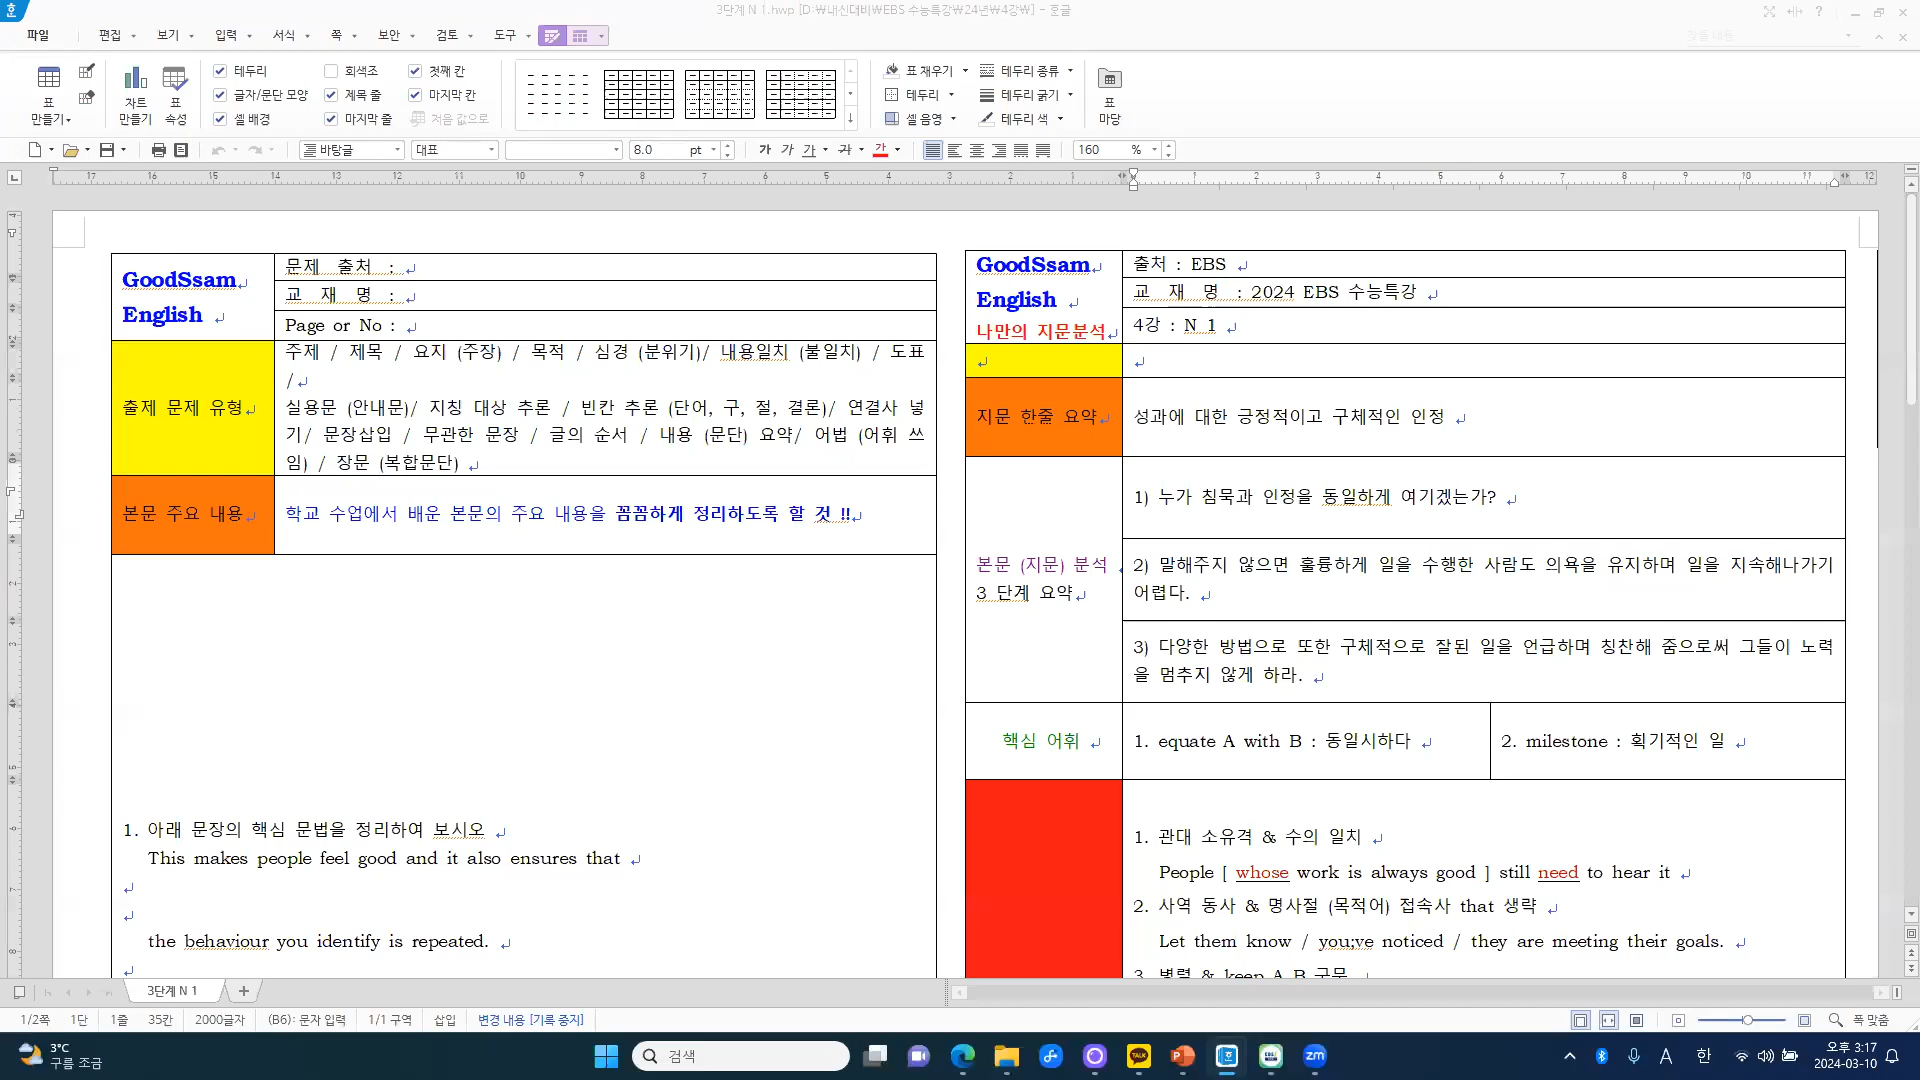 3단계 N 1.hwp [D:₩내신대비₩EBS 수능특강₩24년₩4강₩] - 훈글
파일 편집 보기 입력 서식 쪽 보안 검토 도구
표 만들기
차트 만들기
표 속성
테두리 회색조 첫째 칸
글자/문단 모양 제목 줄 마지막 칸
셀 배경 마지막 줄 처음 값으로
표 채우기 테두리 종류
테두리 테두리 굵기
셀 음영 테두리 색
표 마당
바탕글 대표 8.0 pt 가 가 가 가 가 160 %
GoodSsam English
문제 출처 :
교 재 명 :
Page or No :
출제 문제 유형
주제 / 제목 / 요지 (주장) / 목적 / 심경 (분위기)/ 내용일치 (불일치) / 도표
/
실용문 (안내문)/ 지칭 대상 추론 / 빈칸 추론 (단어, 구, 절, 결론)/ 연결사 넣
기/ 문장삽입 / 무관한 문장 / 글의 순서 / 내용 (문단) 요약/ 어법 (어휘 쓰
임) / 장문 (복합문단)
본문 주요 내용
학교 수업에서 배운 본문의 주요 내용을 꼼꼼하게 정리하도록 할 것 !!
1. 아래 문장의 핵심 문법을 정리하여 보시오
This makes people feel good and it also ensures that
the behaviour you identify is repeated.
GoodSsam
English
나만의 지문분석
출처 : EBS
교 재 명 : 2024 EBS 수능특강
4강 : N 1
지문 한줄 요약
성과에 대한 긍정적이고 구체적인 인정
본문 (지문) 분석
3 단계 요약
1) 누가 침묵과 인정을 동일하게 여기겠는가?
2) 말해주지 않으면 훌륭하게 일을 수행한 사람도 의욕을 유지하며 일을 지속해나가기
어렵다.
3) 다양한 방법으로 또한 구체적으로 잘된 일을 언급하며 칭찬해 줌으로써 그들이 노력
을 멈추지 않게 하라.
핵심 어휘
1. equate A with B : 동일시하다
2. milestone : 획기적인 일
1. 관대 소유격 & 수의 일치
People [ whose work is always good ] still need to hear it
2. 사역 동사 & 명사절 (목적어) 접속사 that 생략
Let them know / you;ve noticed / they are meeting their goals.
3. 병렬 & keep A B 구문
3단계 N 1
1/2쪽 1단 1줄 35칸 2000글자 (B6): 문자 입력 1/1 구역 삽입 변경 내용 [기록 중지] 폭 맞춤
3°C
구름 조금
검색
A 한
오후 3:17
2024-03-10